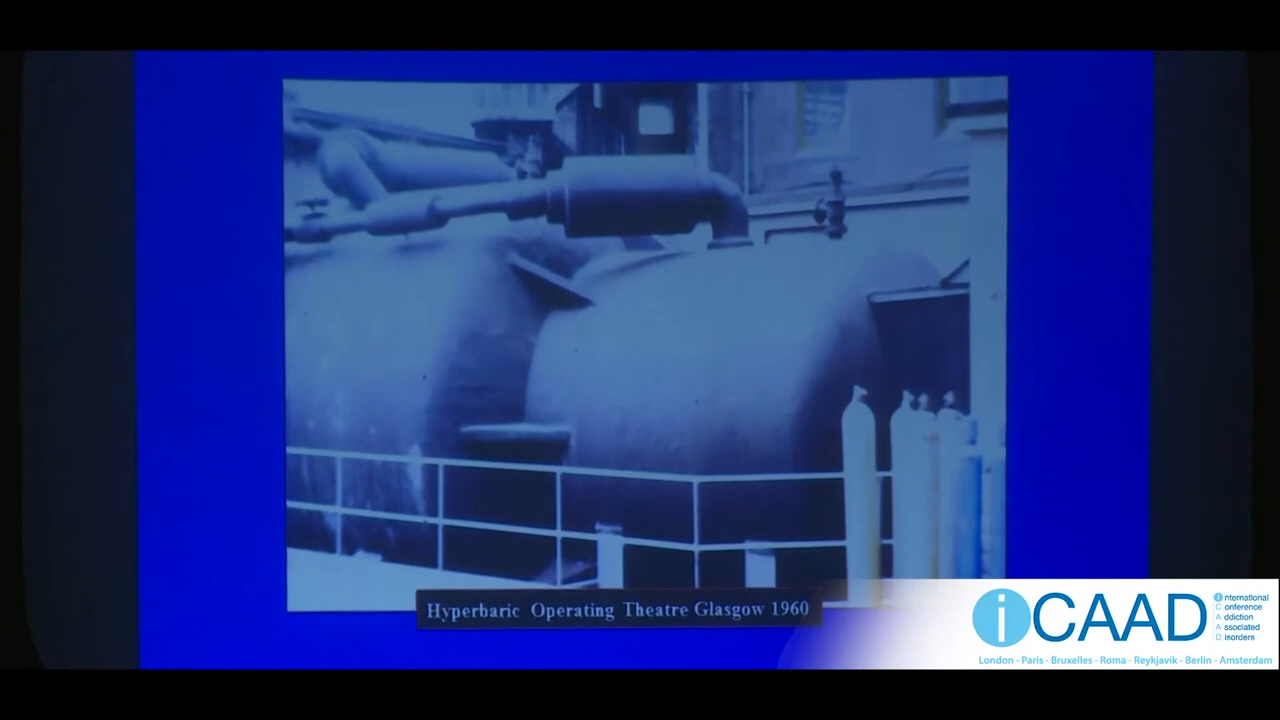 Hyperbaric Operating Theatre Glasgow 1960
iCAAD
International
Conference
Addiction
Associated
Disorders
London - Paris - Bruxelles - Roma - Reykjavik - Berlin - Amsterdam